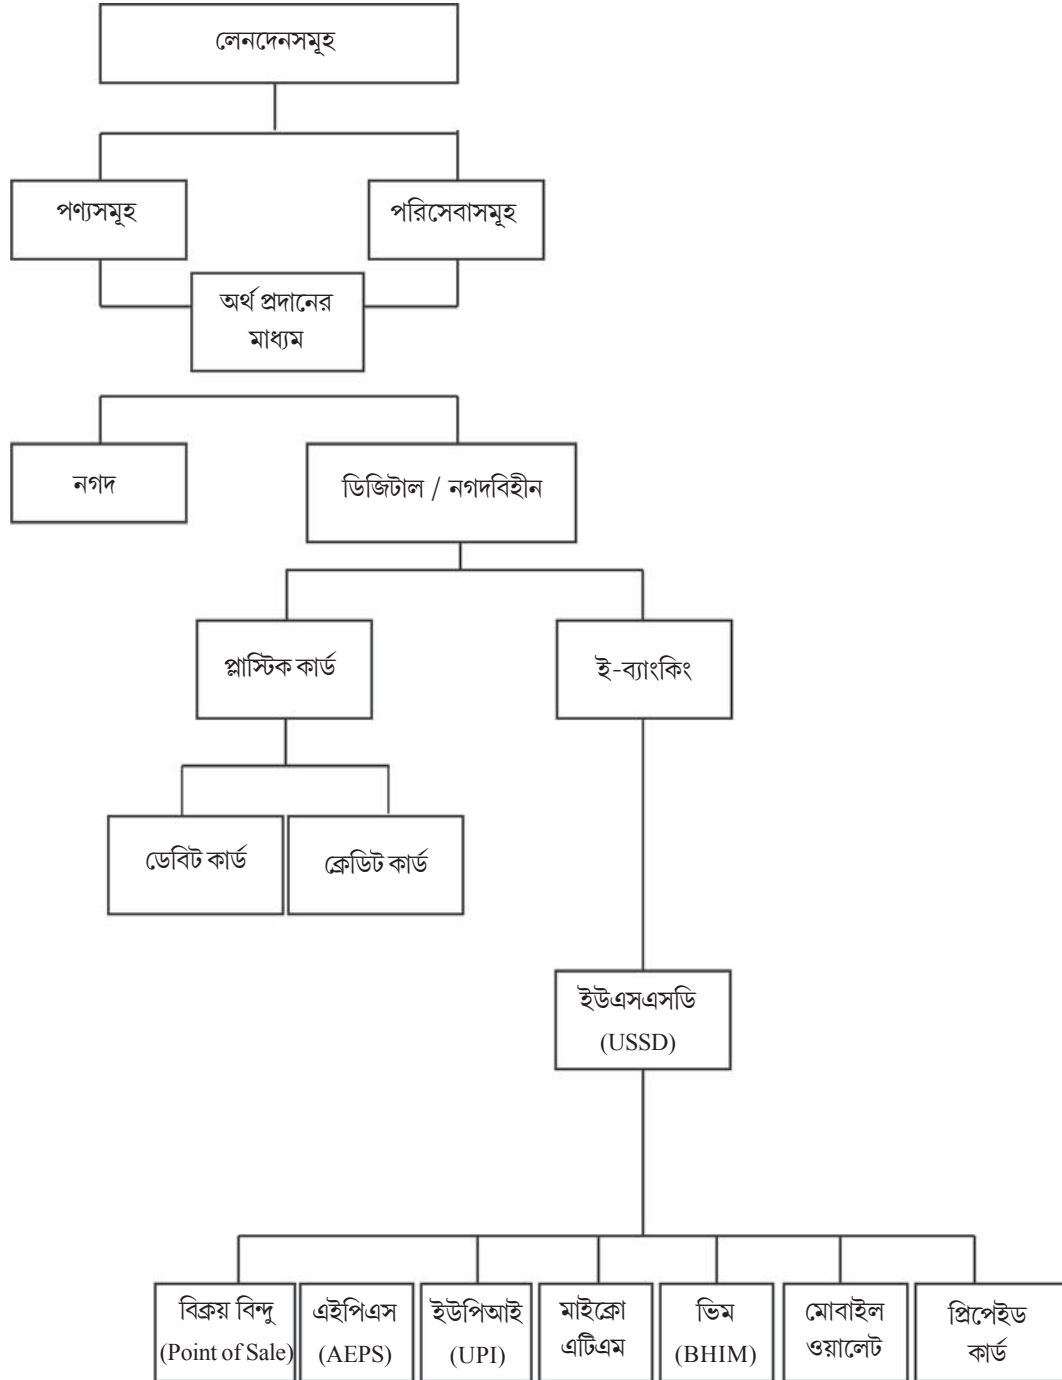 লেনদেনসমূহ
পণ্যসমূহ
পরিসেবাসমূহ
অর্থ প্রদানের
মাধ্যম
নগদ
ডিজিটাল / নগদবিহীন
প্লাস্টিক কার্ড
ই-ব্যাংকিং
ডেবিট কার্ড
ক্রেডিট কার্ড
ইউএসএসডি
(USSD)
বিক্রয় বিন্দু
(Point of Sale)
এইপিএস
(AEPS)
ইউপিআই
(UPI)
মাইক্রো
এটিএম
ভিম
(BHIM)
মোবাইল
ওয়ালেট
প্রিপেইড
কার্ড